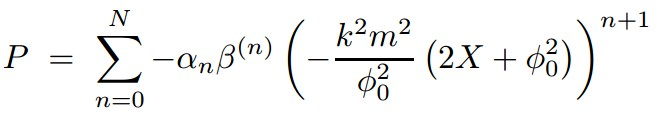 P = \sum_{n=0}^{N} -\alpha_n \beta^{(n)} \left( -\frac{k^2 m^2}{\phi_0^2} \left( 2X + \phi_0^2 \right) \right)^{n+1}